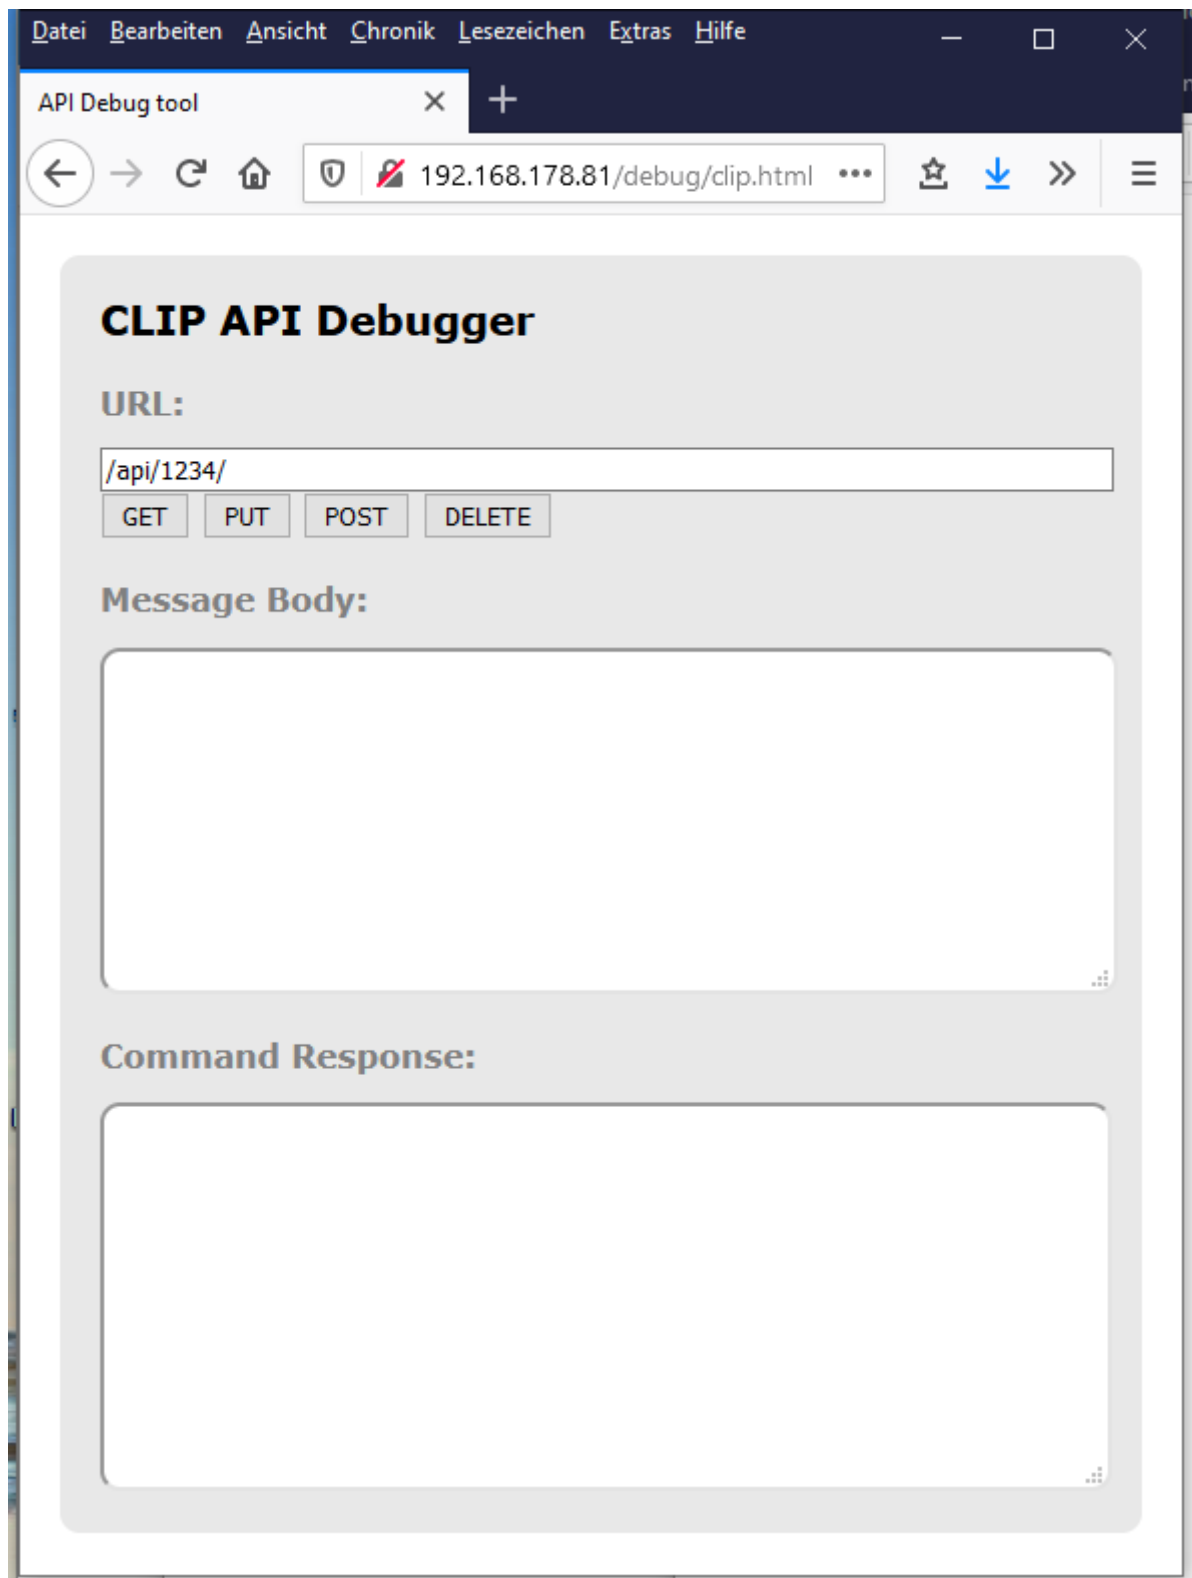 Datei Bearbeiten Ansicht Chronik Lesezeichen Extras Hilfe
API Debug tool
192.168.178.81/debug/clip.html
CLIP API Debugger
URL:
/api/1234/
GET PUT POST DELETE
Message Body:
Command Response: